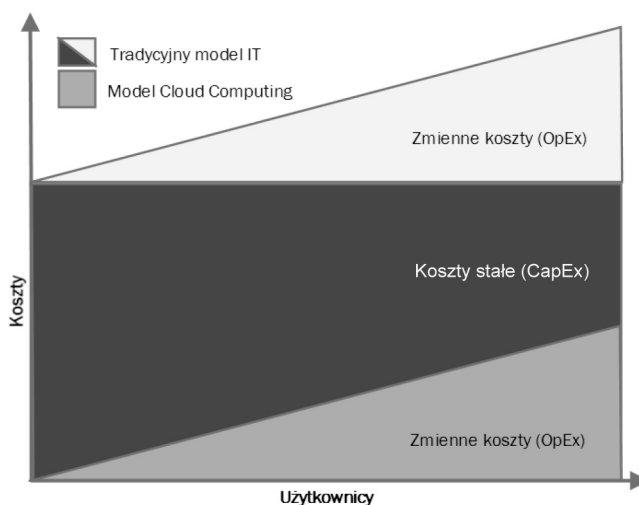 Tradycyjny model IT
Model Cloud Computing
Zmienne koszty (OpEx)
Koszty stałe (CapEx)
Zmienne koszty (OpEx)
Koszty
Użytkownicy